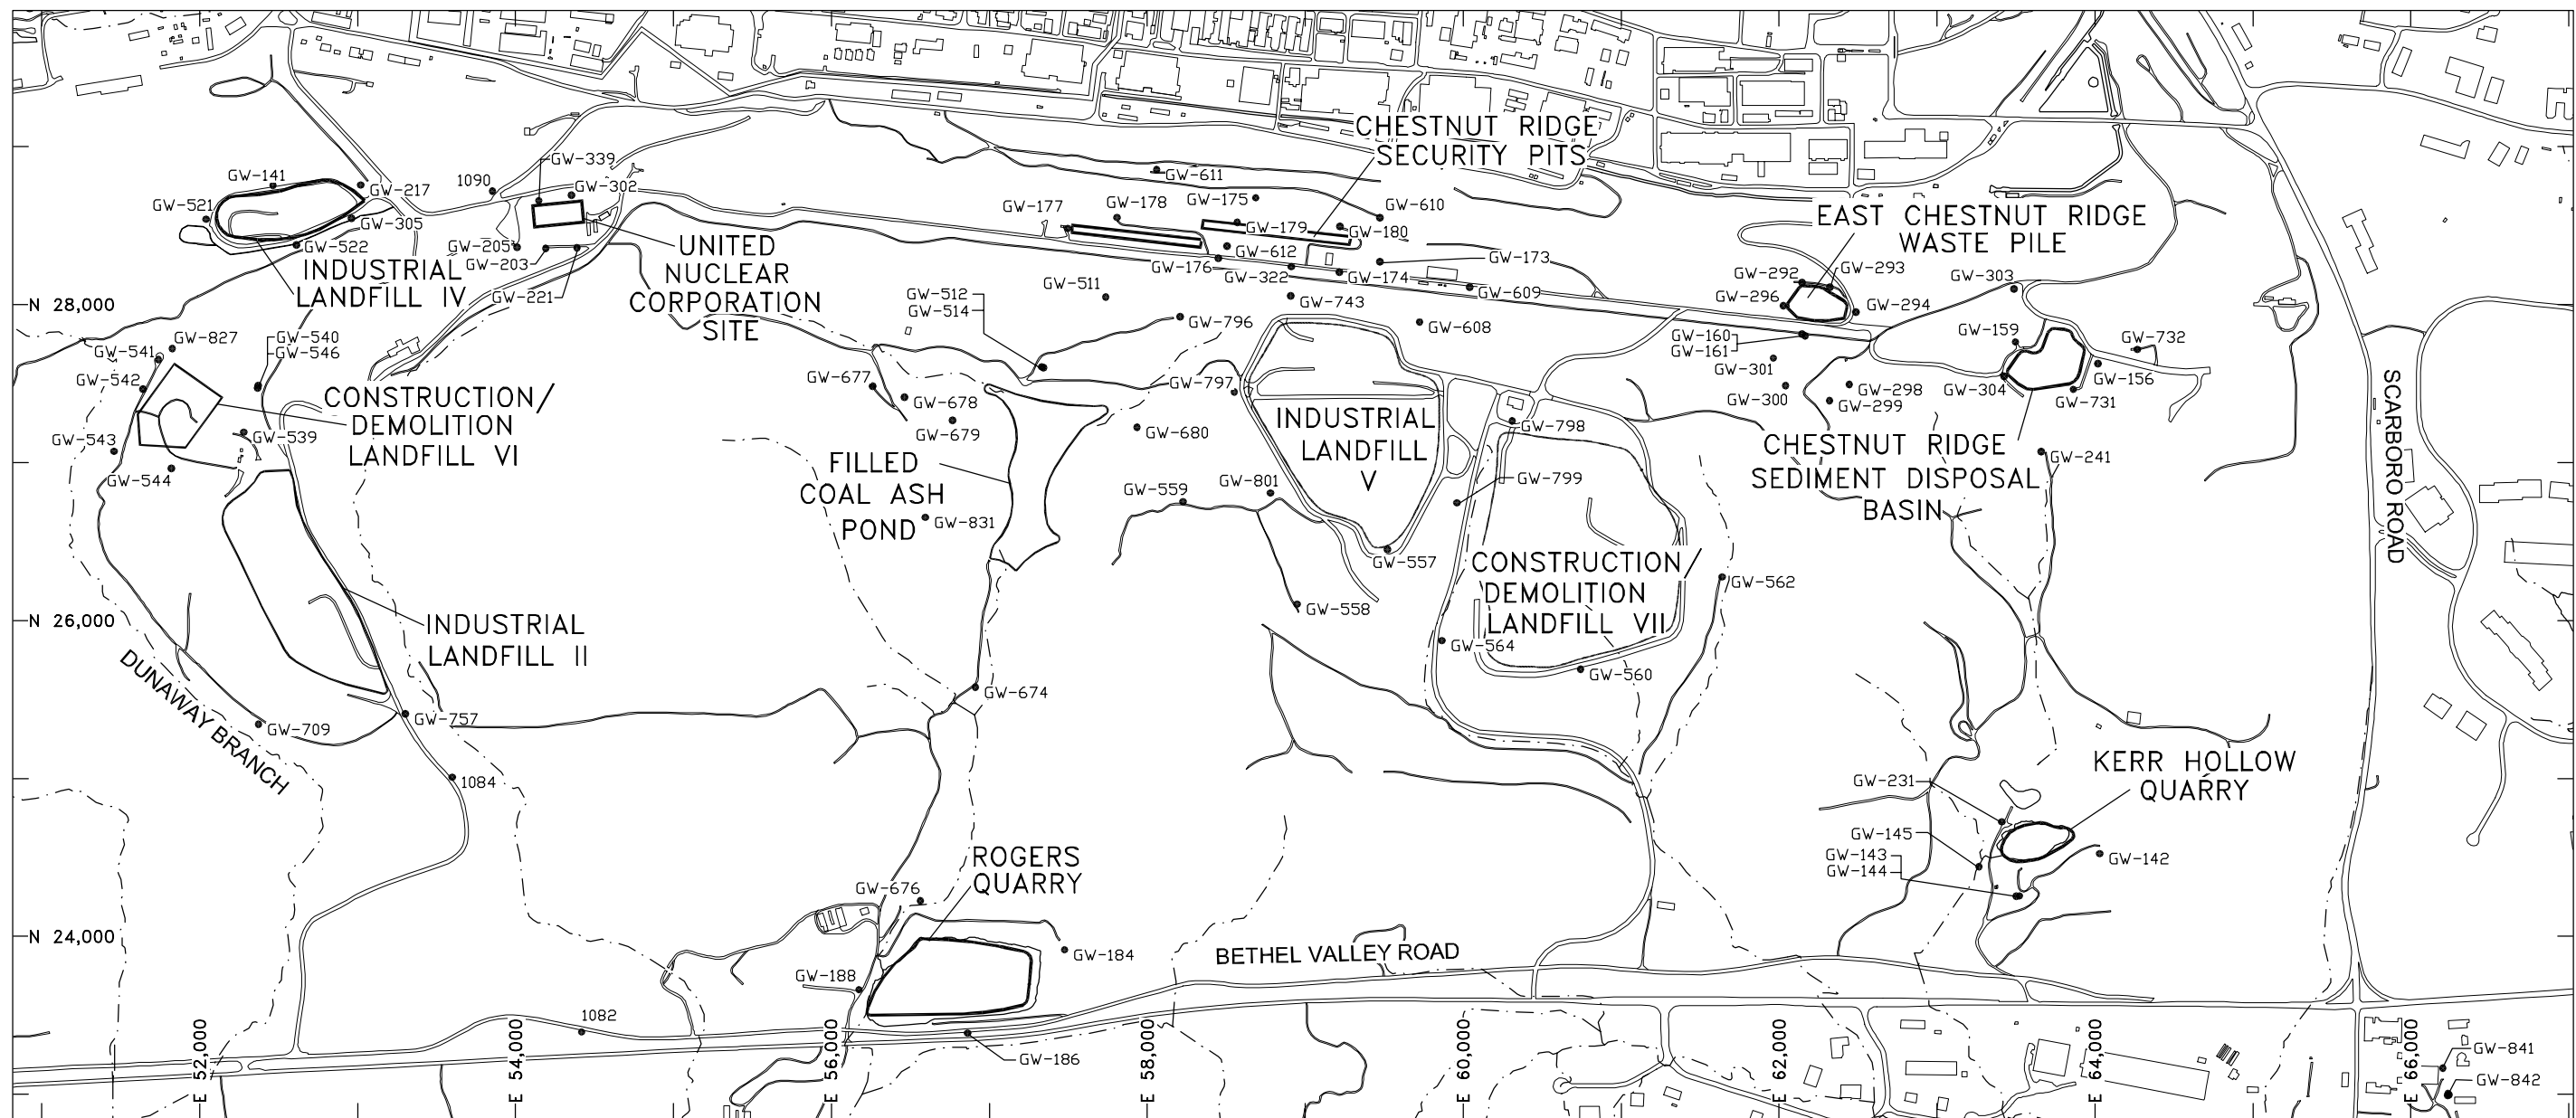 CHESTNUT RIDGE
SECURITY PITS
GW-339
GW-141
GW-217
1090
GW-302
GW-611
GW-521
GW-305
GW-177
GW-178
GW-175
GW-610
EAST CHESTNUT RIDGE
WASTE PILE
GW-522
GW-205
GW-203
GW-179
GW-180
GW-612
GW-176
GW-322
GW-174
GW-173
INDUSTRIAL
LANDFILL IV
UNITED
NUCLEAR
CORPORATION
SITE
GW-221
GW-511
GW-512
GW-514
GW-743
GW-609
GW-292
GW-293
GW-296
GW-294
GW-303
N 28,000
GW-796
GW-608
GW-827
GW-540
GW-546
GW-541
GW-542
GW-160
GW-161
GW-301
GW-159
GW-732
GW-677
GW-797
GW-304
GW-156
GW-300
GW-298
GW-299
GW-731
CONSTRUCTION/
DEMOLITION
LANDFILL VI
GW-678
GW-679
GW-680
INDUSTRIAL
LANDFILL
V
GW-798
GW-543
GW-539
GW-544
CHESTNUT RIDGE
SEDIMENT DISPOSAL
BASIN
GW-241
SCARBORO ROAD
FILLED
COAL ASH
POND
GW-831
GW-559
GW-801
GW-799
GW-557
CONSTRUCTION/
DEMOLITION
LANDFILL VII
GW-562
GW-558
N 26,000
INDUSTRIAL
LANDFILL II
GW-564
GW-560
DUNAWAY BRANCH
GW-674
GW-757
GW-709
1084
KERR HOLLOW
QUARRY
GW-231
GW-145
GW-143
GW-144
GW-142
ROGERS
QUARRY
GW-676
N 24,000
GW-184
BETHEL VALLEY ROAD
GW-188
1082
GW-186
GW-841
GW-842
E 52,000
E 54,000
E 56,000
E 58,000
E 60,000
E 62,000
E 64,000
E 66,000